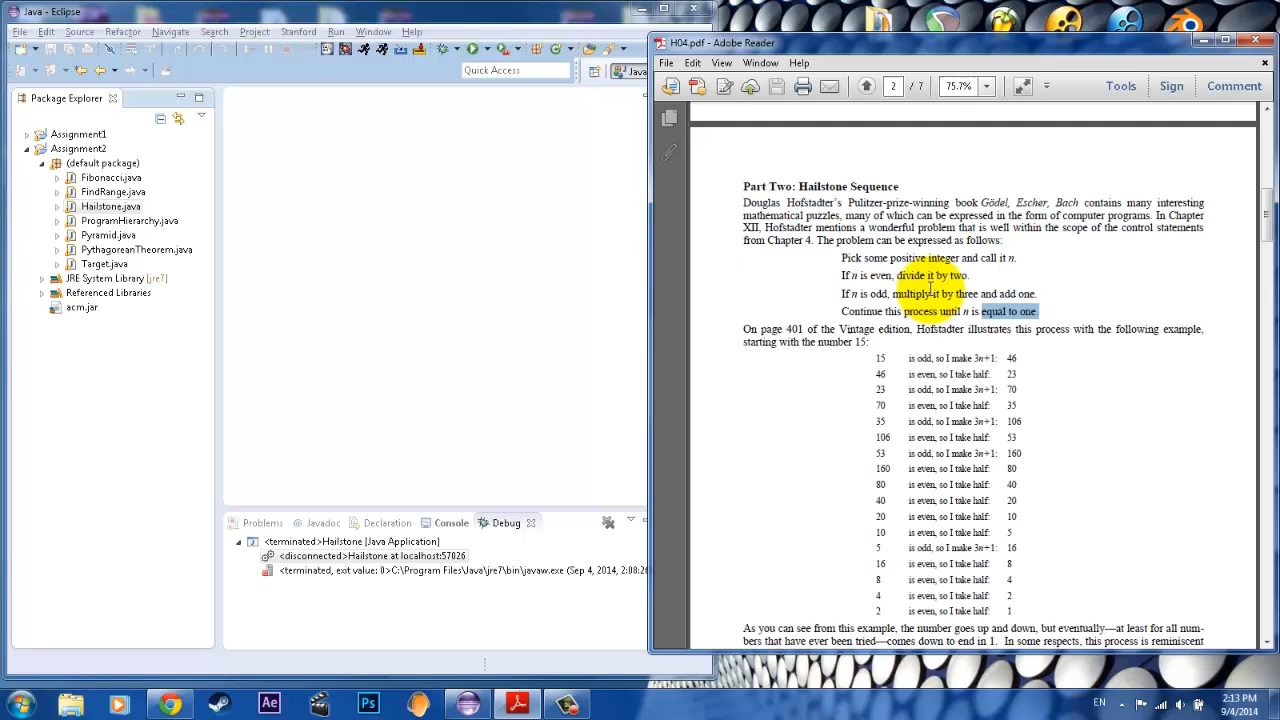 Java - Eclipse
File Edit Source Refactor Navigate Search Project Standard Run Window Help
Quick Access
Java
Package Explorer
Assignment1
Assignment2
(default package)
Fibonacci.java
FindRange.java
Hailstone.java
ProgramHierarchy.java
Pyramid.java
PythagoreanTheorem.java
Target.java
JRE System Library [jre7]
Referenced Libraries
acm.jar
Problems Javadoc Declaration Console Debug
<terminated>Hailstone [Java Application]
<disconnected>Hailstone at localhost:57026
<terminated, exit value: 0>C:\Program Files\Java\jre7\bin\javaw.exe (Sep 4, 2014, 2:08:26
H04.pdf - Adobe Reader
File Edit View Window Help
2 / 7 75.7% Tools Sign Comment
Part Two: Hailstone Sequence
Douglas Hofstadter's Pulitzer-prize-winning book Gödel, Escher, Bach contains many interesting
mathematical puzzles, many of which can be expressed in the form of computer programs. In Chapter
XII, Hofstadter mentions a wonderful problem that is well within the scope of the control statements
from Chapter 4. The problem can be expressed as follows:
Pick some positive integer and call it n.
If n is even, divide it by two.
If n is odd, multiply it by three and add one.
Continue this process until n is equal to one.
On page 401 of the Vintage edition, Hofstadter illustrates this process with the following example,
starting with the number 15:
15 is odd, so I make 3n+1: 46
46 is even, so I take half: 23
23 is odd, so I make 3n+1: 70
70 is even, so I take half: 35
35 is odd, so I make 3n+1: 106
106 is even, so I take half: 53
53 is odd, so I make 3n+1: 160
160 is even, so I take half: 80
80 is even, so I take half: 40
40 is even, so I take half: 20
20 is even, so I take half: 10
10 is even, so I take half: 5
5 is odd, so I make 3n+1: 16
16 is even, so I take half: 8
8 is even, so I take half: 4
4 is even, so I take half: 2
2 is even, so I take half: 1
As you can see from this example, the number goes up and down, but eventually—at least for all num-
bers that have ever been tried—comes down to end in 1. In some respects, this process is reminiscent
Ae Ps EN 2:13 PM
9/4/2014